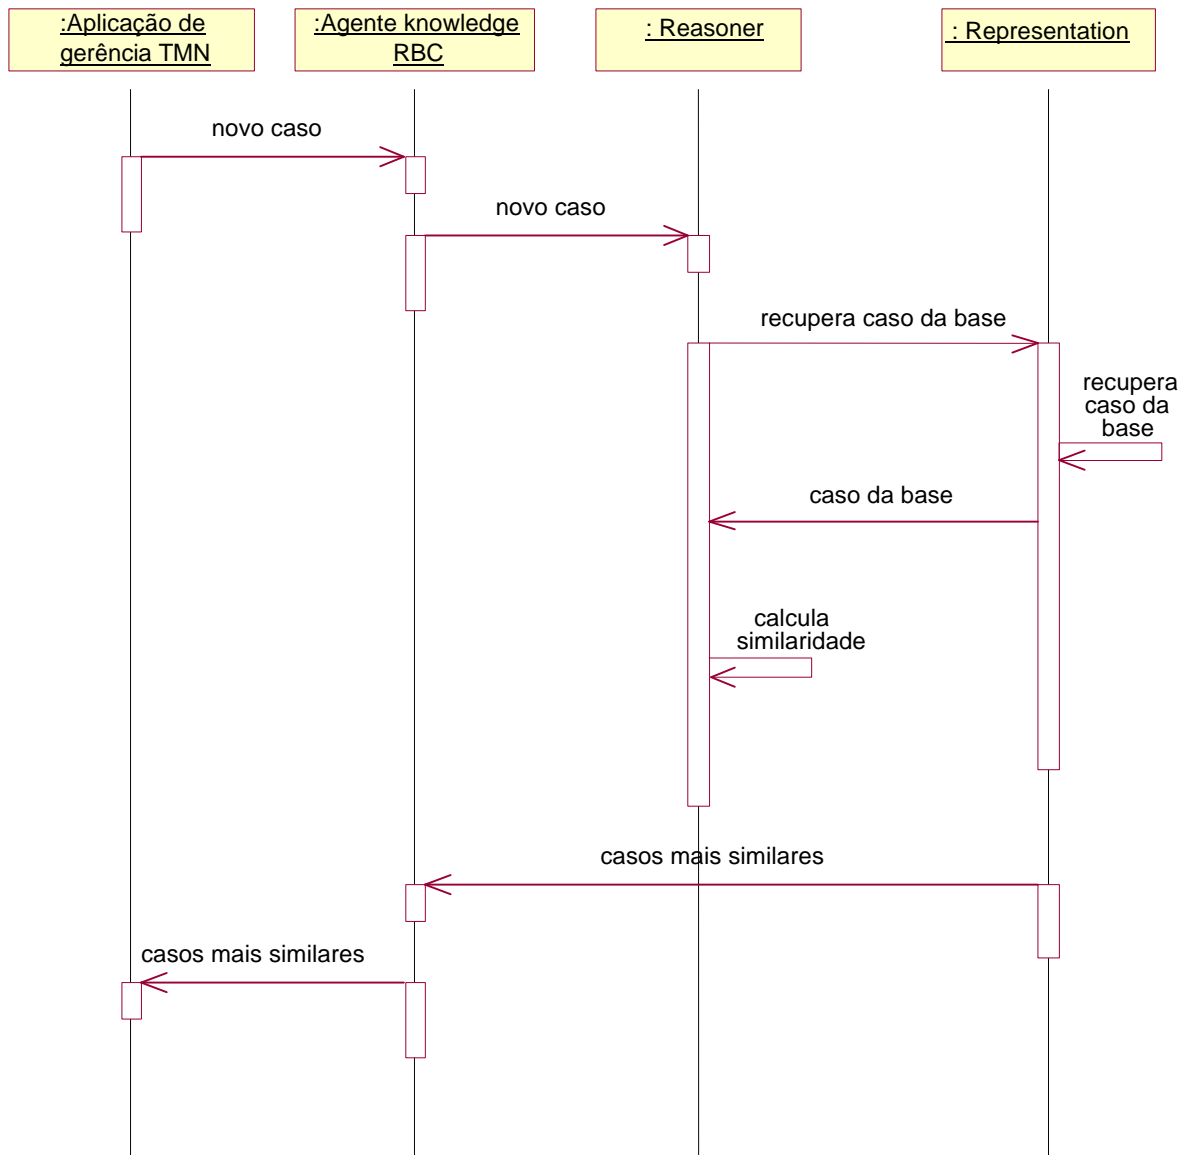 :Aplicação de
gerência TMN
:Agente knowledge
RBC
: Reasoner
: Representation
novo caso
novo caso
recupera caso da base
recupera
caso da
base
caso da base
calcula
similaridade
casos mais similares
casos mais similares